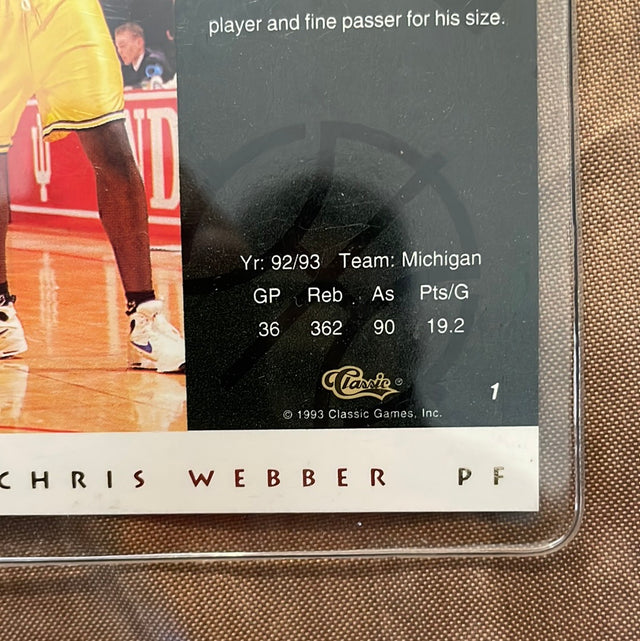 player and fine passer for his size.
ND
Yr: 92/93 Team: Michigan
GP Reb As Pts/G
36 362 90 19.2
Classic ®
1
© 1993 Classic Games, Inc.
CHRIS WEBBER PF